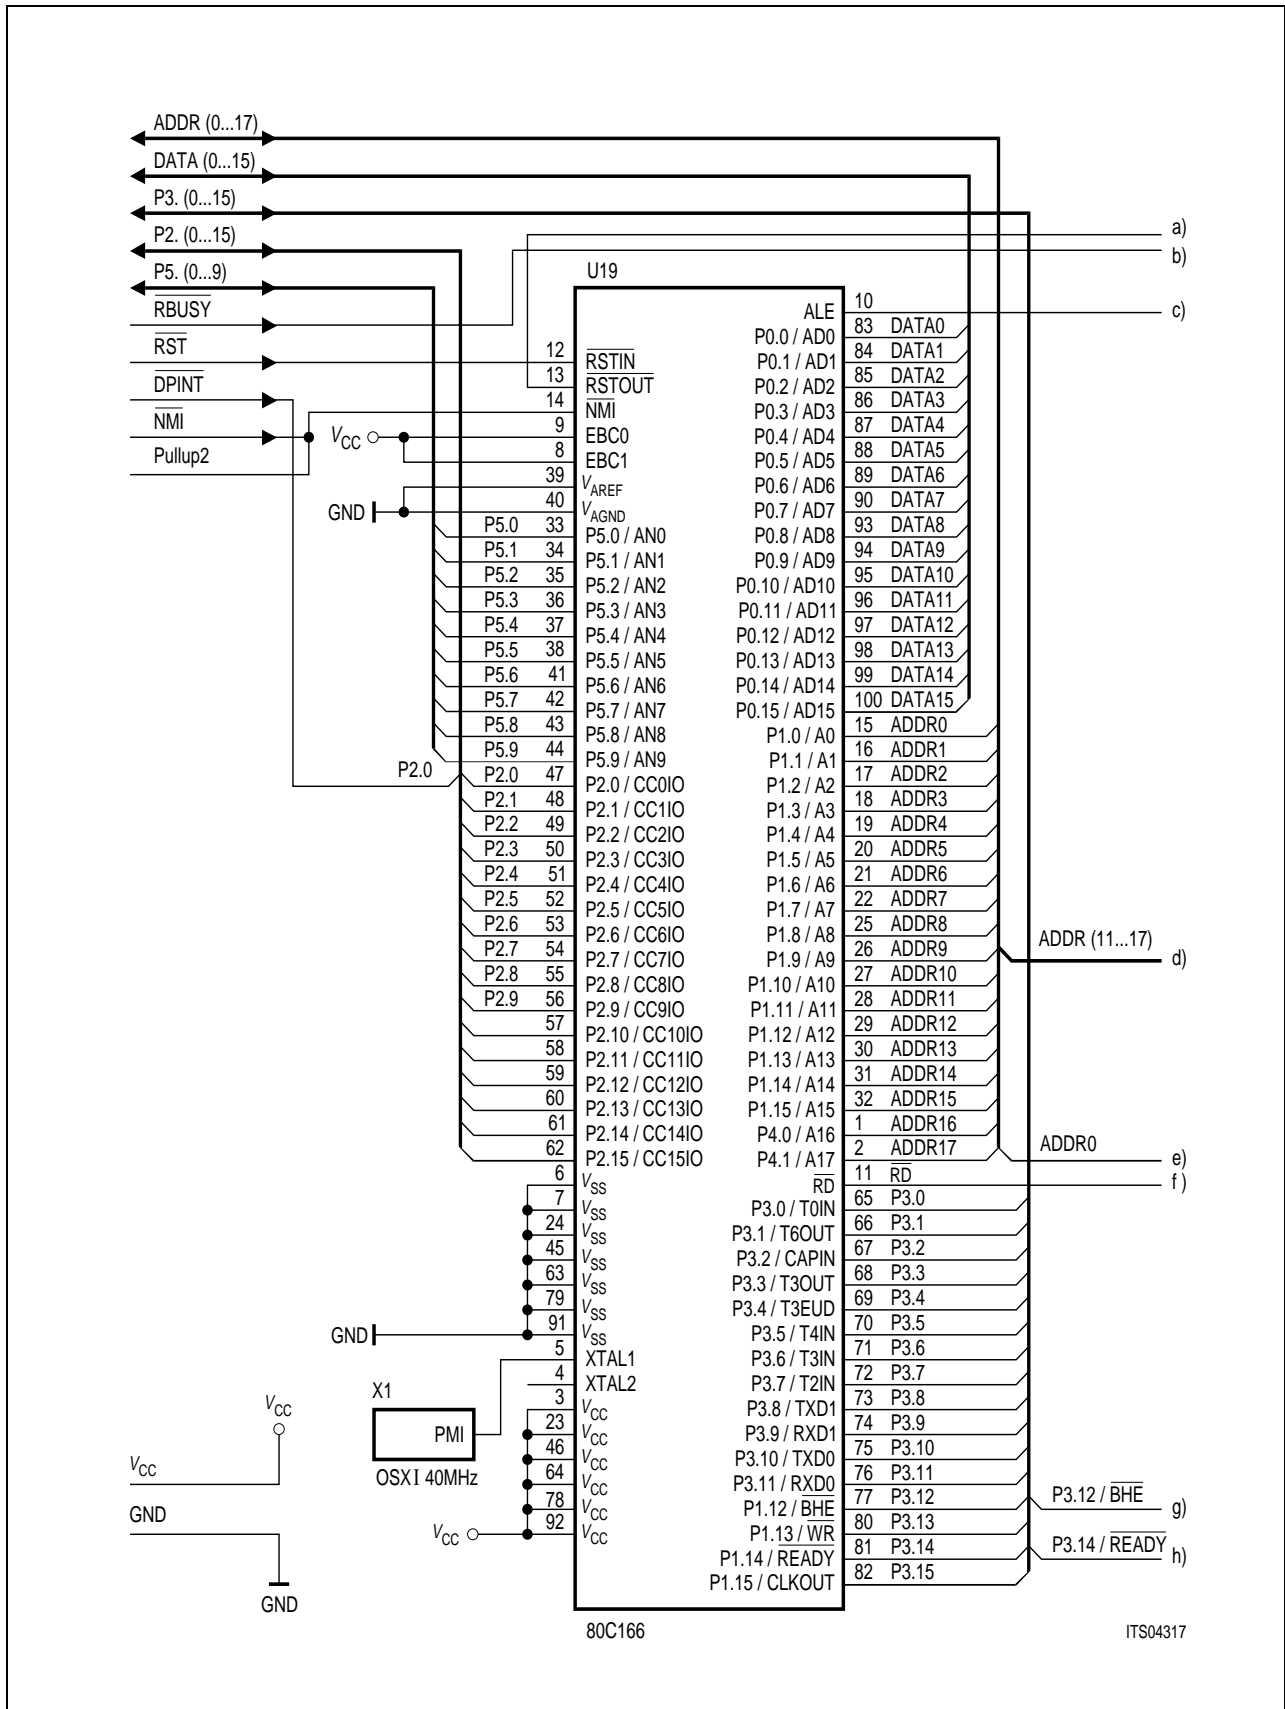 ADDR (0...17)
DATA (0...15)
P3. (0...15)
P2. (0...15)
P5. (0...9)
RBUSY
RST
DPINT
NMI
Pullup2
a)
b)
c)
U19
ALE 10
P0.0 / AD0 83 DATA0
P0.1 / AD1 84 DATA1
12 RSTIN P0.2 / AD2 85 DATA2
13 RSTOUT P0.3 / AD3 86 DATA3
14 NMI P0.4 / AD4 87 DATA4
VCC 9 EBC0 P0.5 / AD5 88 DATA5
8 EBC1 P0.6 / AD6 89 DATA6
39 VAREF P0.7 / AD7 90 DATA7
GND 40 VAGND P0.8 / AD8 93 DATA8
P5.0 33 P5.0 / AN0 P0.9 / AD9 94 DATA9
P5.1 34 P5.1 / AN1 P0.10 / AD10 95 DATA10
P5.2 35 P5.2 / AN2 P0.11 / AD11 96 DATA11
P5.3 36 P5.3 / AN3 P0.12 / AD12 97 DATA12
P5.4 37 P5.4 / AN4 P0.13 / AD13 98 DATA13
P5.5 38 P5.5 / AN5 P0.14 / AD14 99 DATA14
P5.6 41 P5.6 / AN6 P0.15 / AD15 100 DATA15
P5.7 42 P5.7 / AN7 P1.0 / A0 15 ADDR0
P5.8 43 P5.8 / AN8 P1.1 / A1 16 ADDR1
P5.9 44 P5.9 / AN9 P1.2 / A2 17 ADDR2
P2.0 P2.0 47 P2.0 / CC0IO P1.3 / A3 18 ADDR3
P2.1 48 P2.1 / CC1IO P1.4 / A4 19 ADDR4
P2.2 49 P2.2 / CC2IO P1.5 / A5 20 ADDR5
P2.3 50 P2.3 / CC3IO P1.6 / A6 21 ADDR6
P2.4 51 P2.4 / CC4IO P1.7 / A7 22 ADDR7
P2.5 52 P2.5 / CC5IO P1.8 / A8 25 ADDR8
P2.6 53 P2.6 / CC6IO P1.9 / A9 26 ADDR9
ADDR (11...17) d)
P2.7 54 P2.7 / CC7IO P1.10 / A10 27 ADDR10
P2.8 55 P2.8 / CC8IO P1.11 / A11 28 ADDR11
P2.9 56 P2.9 / CC9IO P1.12 / A12 29 ADDR12
57 P2.10 / CC10IO P1.13 / A13 30 ADDR13
58 P2.11 / CC11IO P1.14 / A14 31 ADDR14
59 P2.12 / CC12IO P1.15 / A15 32 ADDR15
60 P2.13 / CC13IO P4.0 / A16 1 ADDR16
61 P2.14 / CC14IO P4.1 / A17 2 ADDR17
ADDR0 e)
62 P2.15 / CC15IO RD 11 RD f)
6 VSS P3.0 / T0IN 65 P3.0
7 VSS P3.1 / T6OUT 66 P3.1
24 VSS P3.2 / CAPIN 67 P3.2
45 VSS P3.3 / T3OUT 68 P3.3
63 VSS P3.4 / T3EUD 69 P3.4
79 VSS P3.5 / T4IN 70 P3.5
GND 91 VSS P3.6 / T3IN 71 P3.6
5 XTAL1 P3.7 / T2IN 72 P3.7
4 XTAL2 P3.8 / TXD1 73 P3.8
3 VCC P3.9 / RXD1 74 P3.9
23 VCC P3.10 / TXD0 75 P3.10
46 VCC P3.11 / RXD0 76 P3.11
64 VCC P1.12 / BHE 77 P3.12
P3.12 / BHE g)
78 VCC P1.13 / WR 80 P3.13
VCC 92 VCC P1.14 / READY 81 P3.14
P3.14 / READY h)
P1.15 / CLKOUT 82 P3.15
X1
PMI
OSXI 40MHz
VCC
VCC
GND
GND
80C166
ITS04317